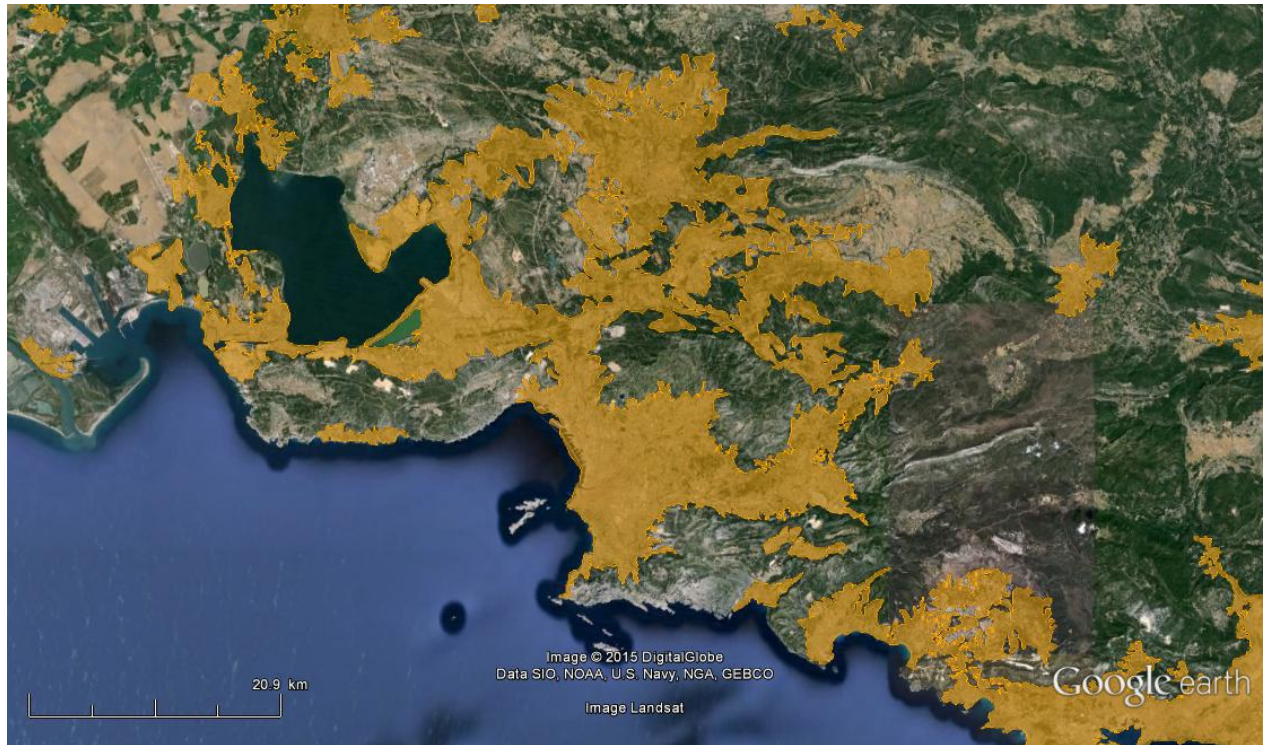 20.9 km
Image © 2015 DigitalGlobe
Data SIO, NOAA, U.S. Navy, NGA, GEBCO
Image Landsat
Google earth